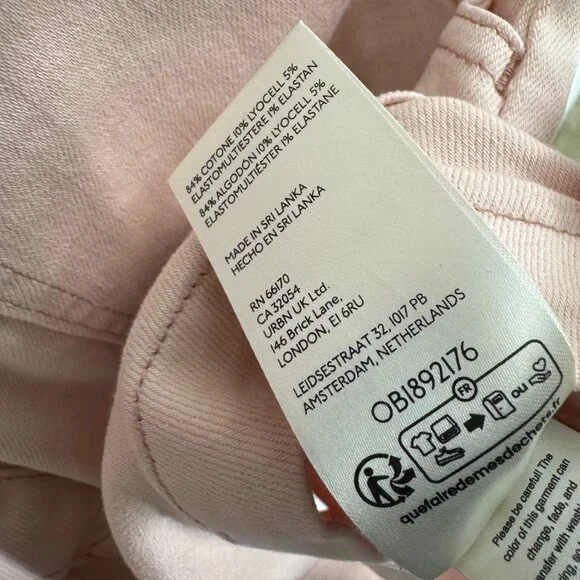 84% COTONE 10% LYOCELL 5%
ELASTOMULTIESTERE 1% ELASTAN
84% ALGODÓN 10% LYOCELL 5%
ELASTOMULTIÉSTER 1% ELASTANE
MADE IN SRI LANKA
HECHO EN SRI LANKA
RN 66170
CA 32054
URBN UK Ltd.
146 Brick Lane,
LONDON, E1 6RU
LEIDSESTRAAT 32, 1017 PB
AMSTERDAM, NETHERLANDS
OB1892176
FR
OU
quefairedemesdechets.fr
Please be careful! The
color of this garment can
change, fade, and